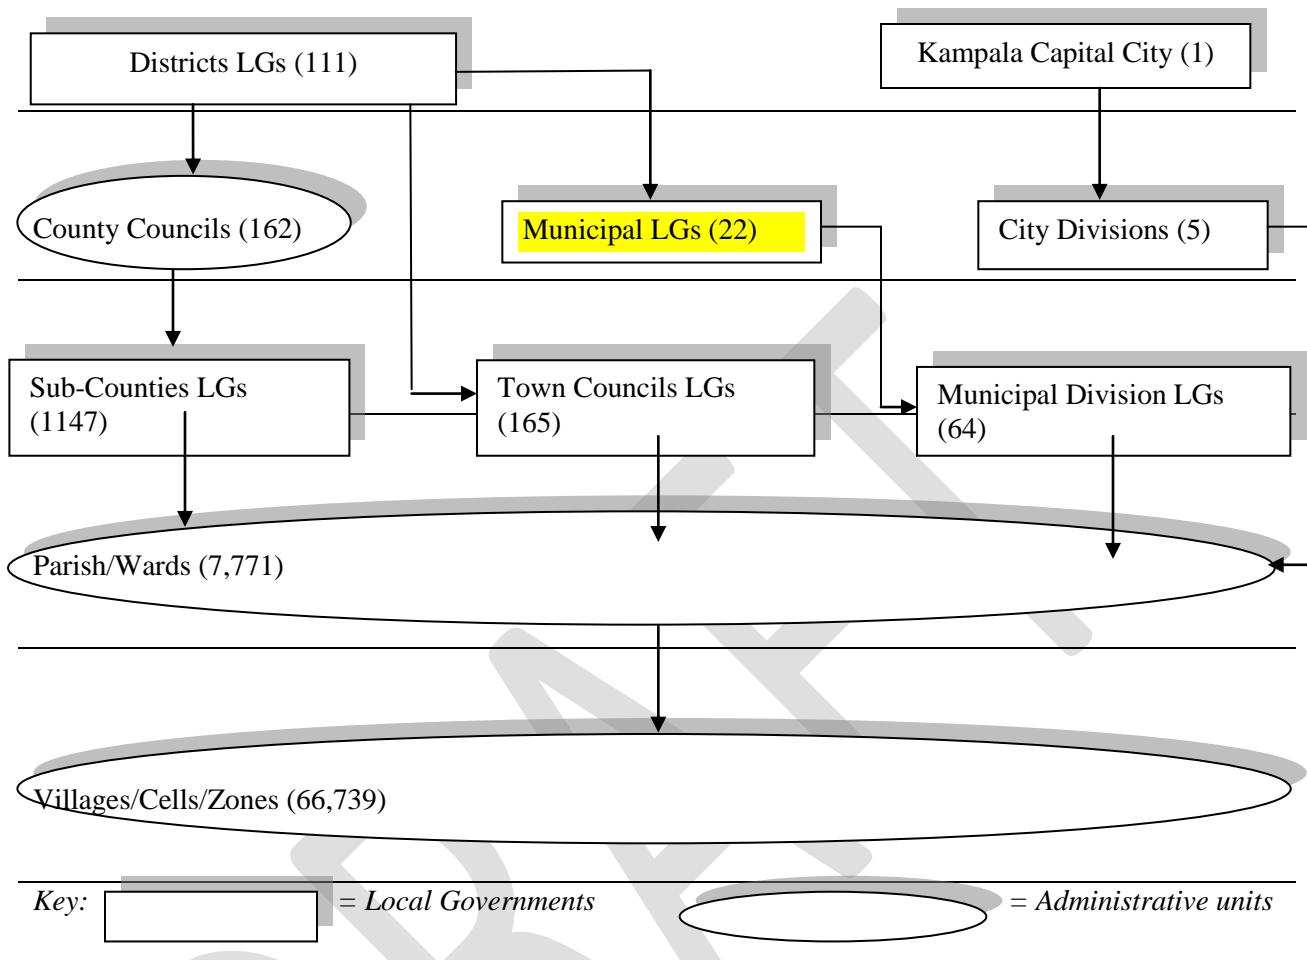 Districts LGs (111)
Kampala Capital City (1)
County Councils (162)
Municipal LGs (22)
City Divisions (5)
Sub-Counties LGs
(1147)
Town Councils LGs
(165)
Municipal Division LGs
(64)
Parish/Wards (7,771)
Villages/Cells/Zones (66,739)
Key:
= Local Governments
= Administrative units
DRAFT